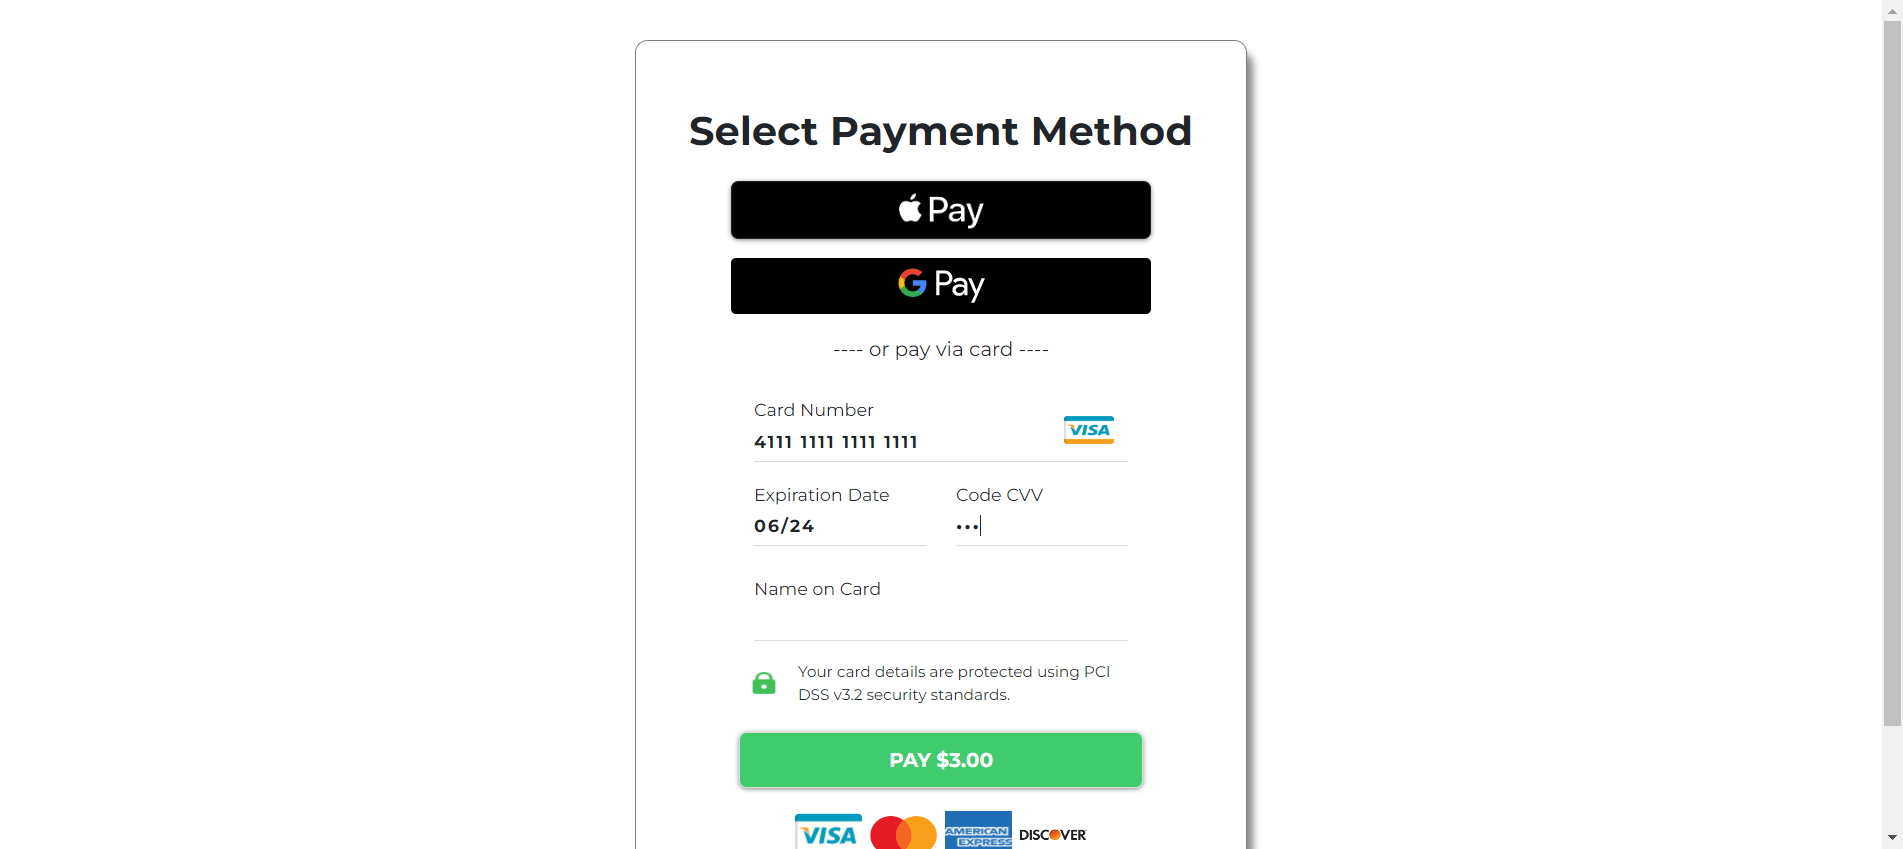 Select Payment Method
Pay
G Pay
---- or pay via card ----
Card Number
4111 1111 1111 1111
VISA
Expiration Date
Code CVV
06/24
•••
Name on Card
Your card details are protected using PCI
DSS v3.2 security standards.
PAY $3.00
VISA
AMERICAN
EXPRESS
DISCOVER